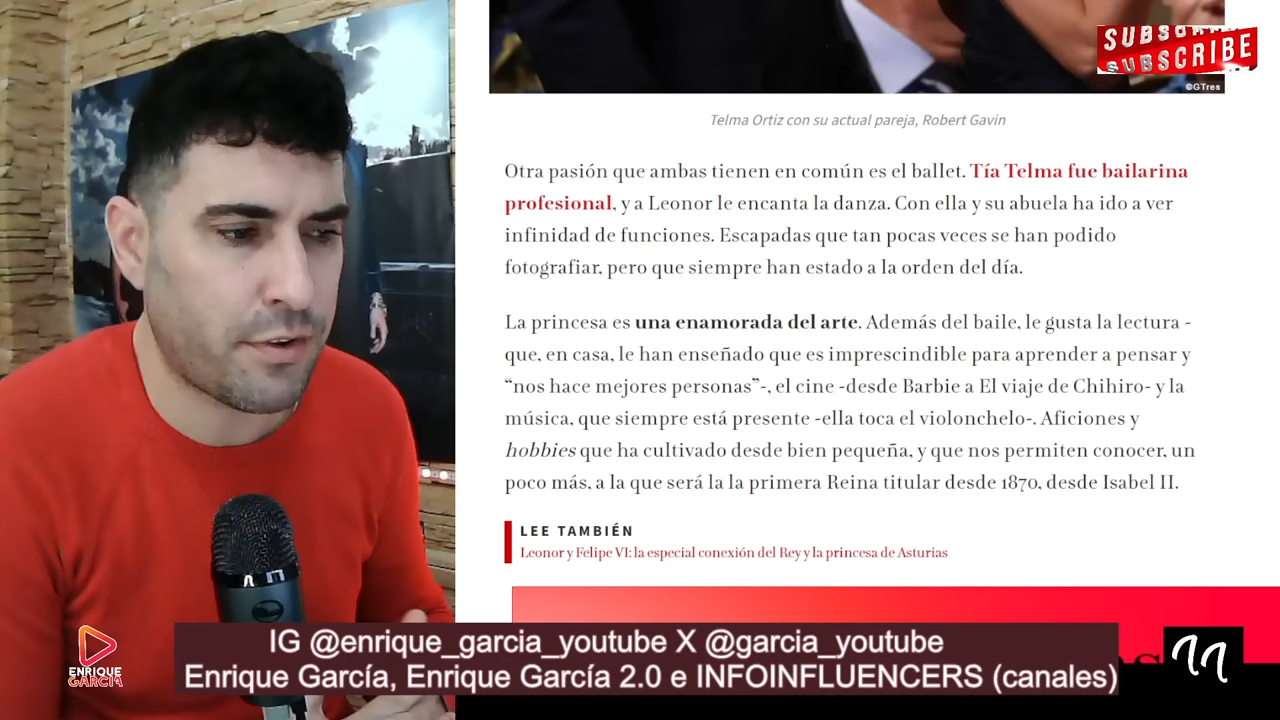 SUBSCRIBE
SUBSCRIBE
©GTres
Telma Ortiz con su actual pareja, Robert Gavin
Otra pasión que ambas tienen en común es el ballet. Tía Telma fue bailarina
profesional, y a Leonor le encanta la danza. Con ella y su abuela ha ido a ver
infinidad de funciones. Escapadas que tan pocas veces se han podido
fotografiar, pero que siempre han estado a la orden del día.
La princesa es una enamorada del arte. Además del baile, le gusta la lectura -
que, en casa, le han enseñado que es imprescindible para aprender a pensar y
“nos hace mejores personas”-, el cine -desde Barbie a El viaje de Chihiro- y la
música, que siempre está presente -ella toca el violonchelo-. Aficiones y
hobbies que ha cultivado desde bien pequeña, y que nos permiten conocer, un
poco más, a la que será la la primera Reina titular desde 1870, desde Isabel II.
LEE TAMBIÉN
Leonor y Felipe VI: la especial conexión del Rey y la princesa de Asturias
IG @enrique_garcia_youtube X @garcia_youtube
Enrique García, Enrique García 2.0 e INFOINFLUENCERS (canales)
ENRIQUE
GARCÍA